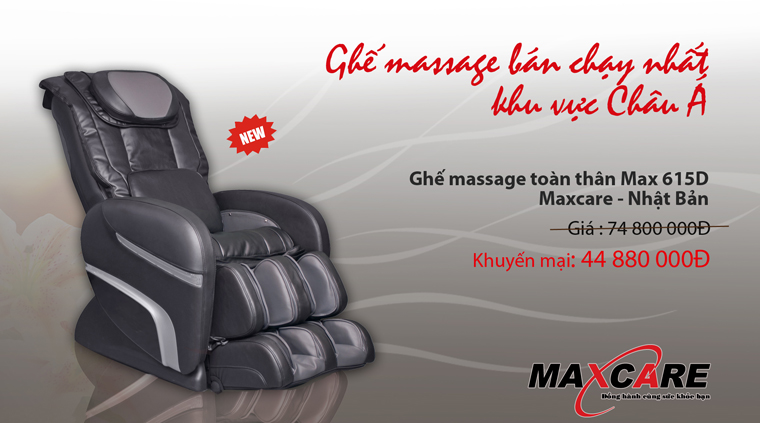 Ghế massage bán chạy nhất
khu vực Châu Á
NEW
Ghế massage toàn thân Max 615D
Maxcare - Nhật Bản
Giá : 74 800 000Đ
Khuyến mại: 44 880 000Đ
MAXCARE
Đồng hành cùng sức khỏe bạn